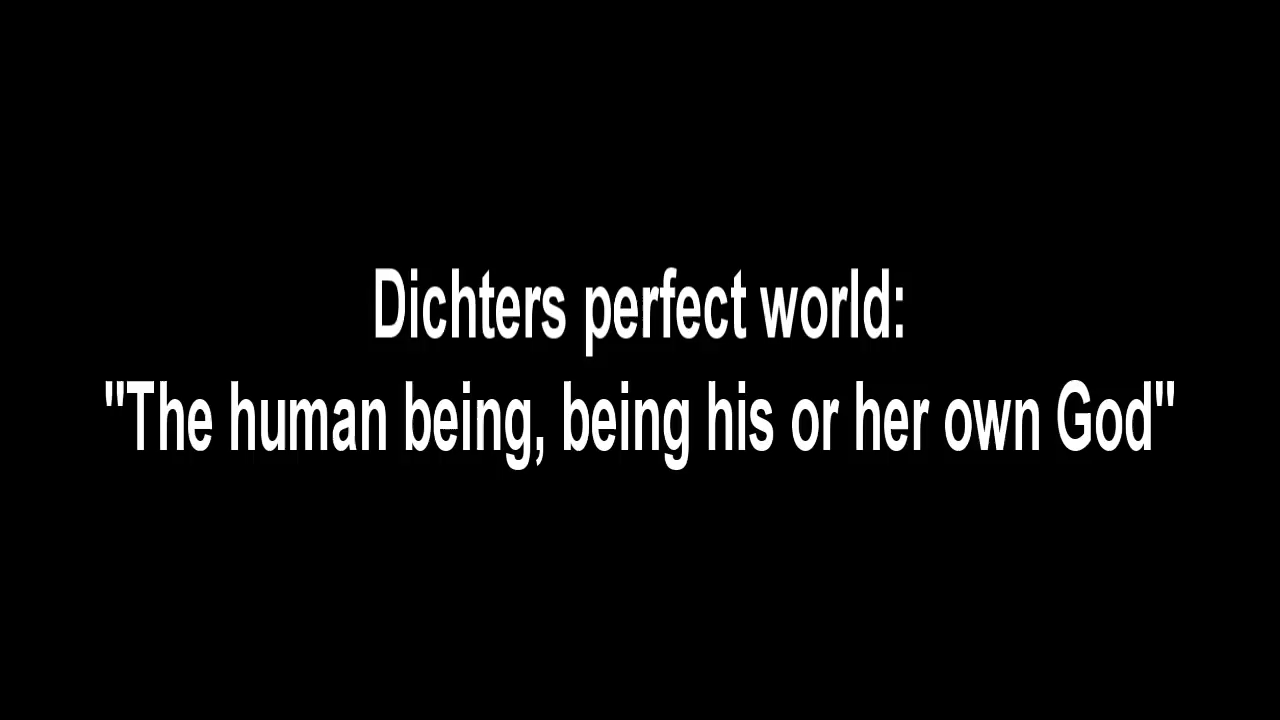 Dichters perfect world:
"The human being, being his or her own God"